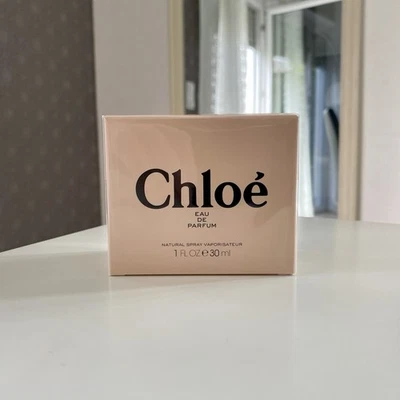 Chloé
EAU
DE
PARFUM
NATURAL SPRAY VAPORISATEUR
1 FL.OZ ℮ 30 ml